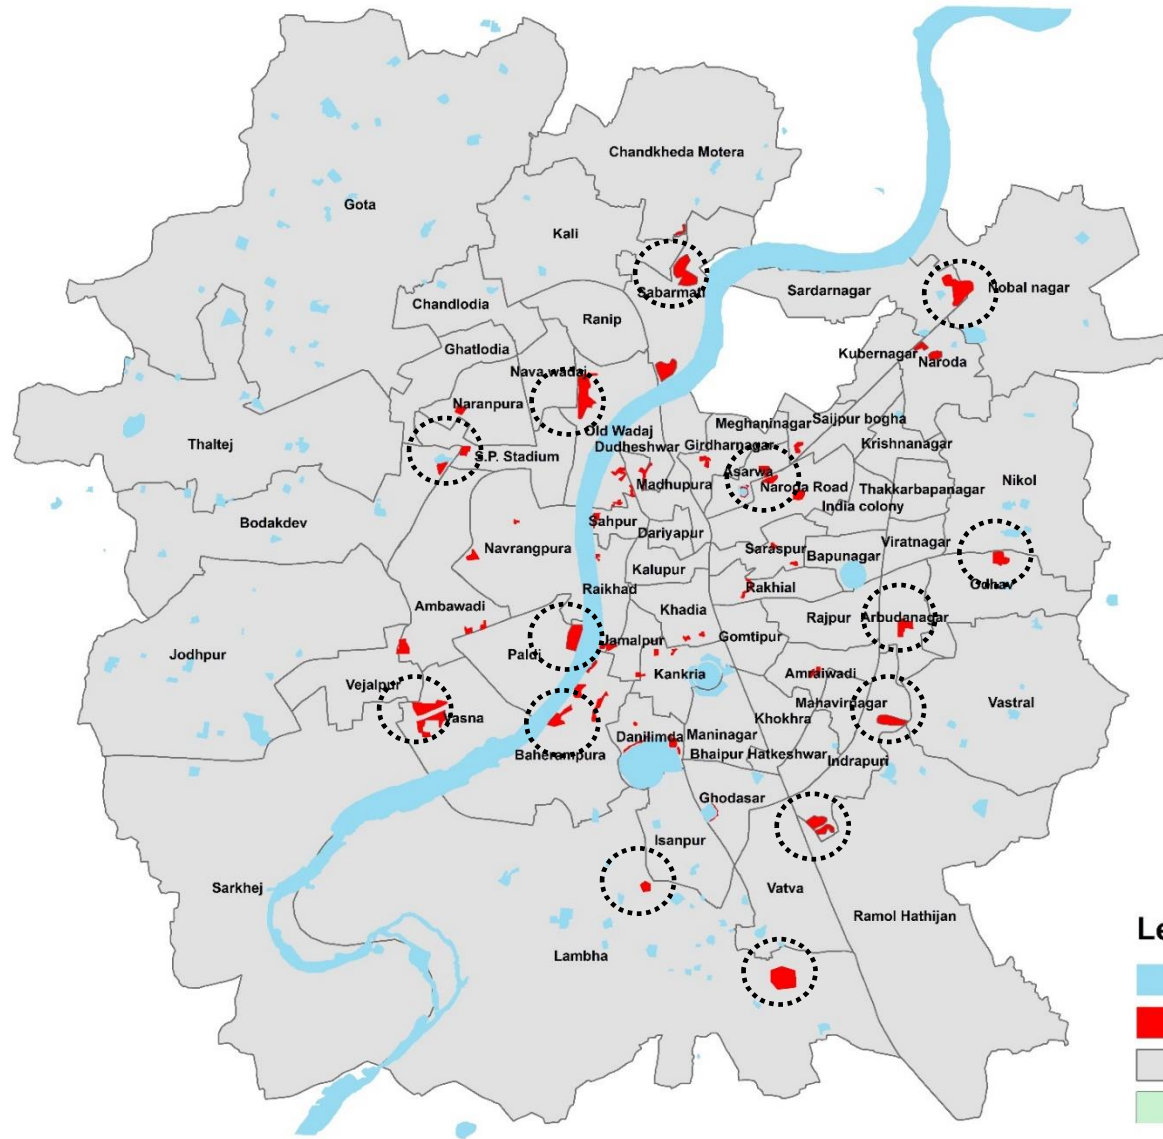 Chandkheda Motera
Gota
Kali
Sabarmati
Sardarnagar
Nobal nagar
Chandlodia
Ranip
Ghatlodia
Kubernagar
Naroda
Nava wadaj
Naranpura
Meghaninagar
Saijpur bogha
Old Wadaj
Thaltej
S.P. Stadium
Dudheshwar
Girdharnagar
Krishnanagar
Asarwa
Madhupura
Naroda Road
Thakkarbapanagar
Nikol
India colony
Bodakdev
Sahpur
Dariyapur
Navrangpura
Saraspur
Bapunagar
Viratnagar
Kalupur
Raikhad
Rakhial
Odhav
Ambawadi
Khadia
Rajpur
Arbudanagar
Jamalpur
Gomtipur
Jodhpur
Paldi
Kankria
Amraiwadi
Vejalpur
Mahavirnagar
Vastral
Vasna
Khokhra
Danilimda
Maninagar
Baherampura
Bhaipur Hatkeshwar
Indrapuri
Ghodasar
Isanpur
Sarkhej
Vatva
Ramol Hathijan
Lambha
Le